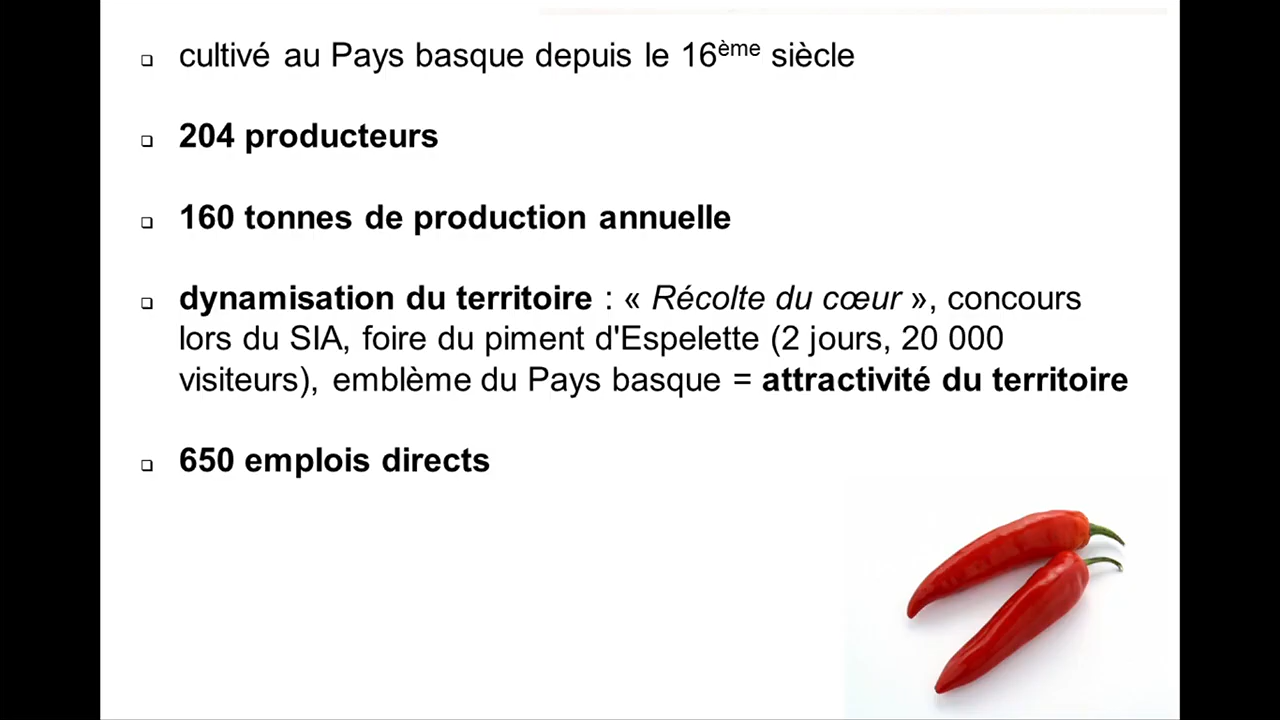 cultivé au Pays basque depuis le 16ème siècle
204 producteurs
160 tonnes de production annuelle
dynamisation du territoire : « Récolte du cœur », concours
lors du SIA, foire du piment d'Espelette (2 jours, 20 000
visiteurs), emblème du Pays basque = attractivité du territoire
650 emplois directs